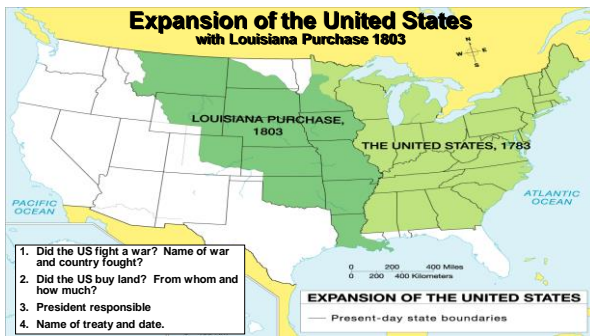 Expansion of the United States
with Louisiana Purchase 1803
N
W E
S
LOUISIANA PURCHASE,
1803
THE UNITED STATES, 1783
PACIFIC
OCEAN
ATLANTIC
OCEAN
1. Did the US fight a war? Name of war
and country fought?
2. Did the US buy land? From whom and
how much?
3. President responsible
4. Name of treaty and date.
0 200 400 Miles
0 200 400 Kilometers
EXPANSION OF THE UNITED STATES
Present-day state boundaries